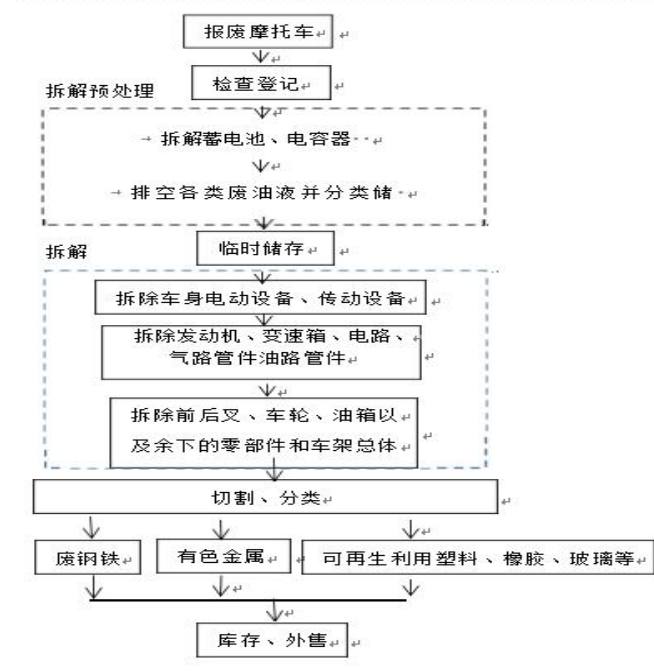 报废摩托车
检查登记
拆解预处理
拆解蓄电池、电容器
排空各类废油液并分类储
临时储存
拆解
拆除车身电动设备、传动设备
拆除发动机、变速箱、电路、
气路管件油路管件
拆除前后叉、车轮、油箱以
及余下的零部件和车架总体
切割、分类
废钢铁
有色金属
可再生利用塑料、橡胶、玻璃等
库存、外售